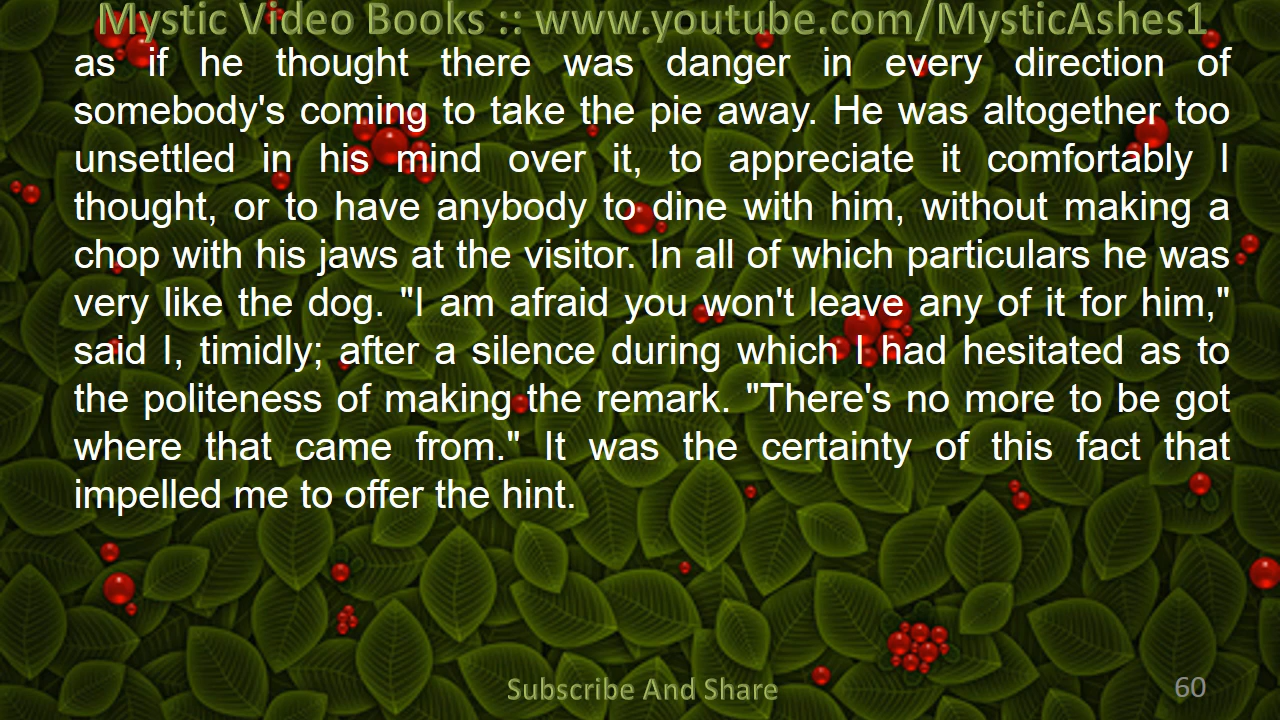 Mystic Video Books :: www.youtube.com/MysticAshes1
as if he thought there was danger in every direction of
somebody's coming to take the pie away. He was altogether too
unsettled in his mind over it, to appreciate it comfortably I
thought, or to have anybody to dine with him, without making a
chop with his jaws at the visitor. In all of which particulars he was
very like the dog. "I am afraid you won't leave any of it for him,"
said I, timidly; after a silence during which I had hesitated as to
the politeness of making the remark. "There's no more to be got
where that came from." It was the certainty of this fact that
impelled me to offer the hint.
Subscribe And Share
60